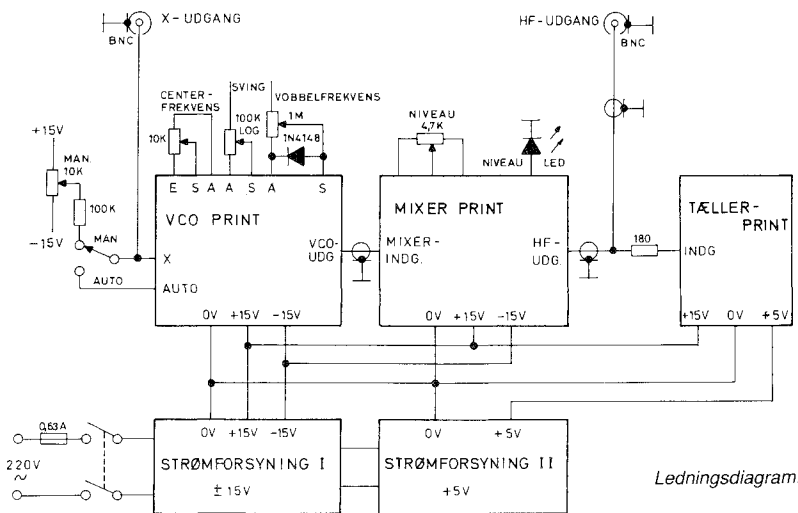 X-UDGANG
BNC
HF-UDGANG
BNC
CENTER-
FREKVENS
10K
SVING
100K
LOG
VOBBELFREKVENS
1M
1N4148
NIVEAU
4,7K
NIVEAU LED
+15V
MAN.
10K
100K
-15V
MAN
AUTO
E S A A S A S
VCO PRINT
X
AUTO
VCO-
UDG
0V +15V -15V
MIXER PRINT
MIXER-
INDG.
HF-
UDG.
0V +15V -15V
180
TÆLLER-
PRINT
INDG
+15V 0V +5V
0,63A
220V
~
0V +15V -15V
STRØMFORSYNING I
± 15V
0V +5V
STRØMFORSYNING II
+5V
Ledningsdiagram.